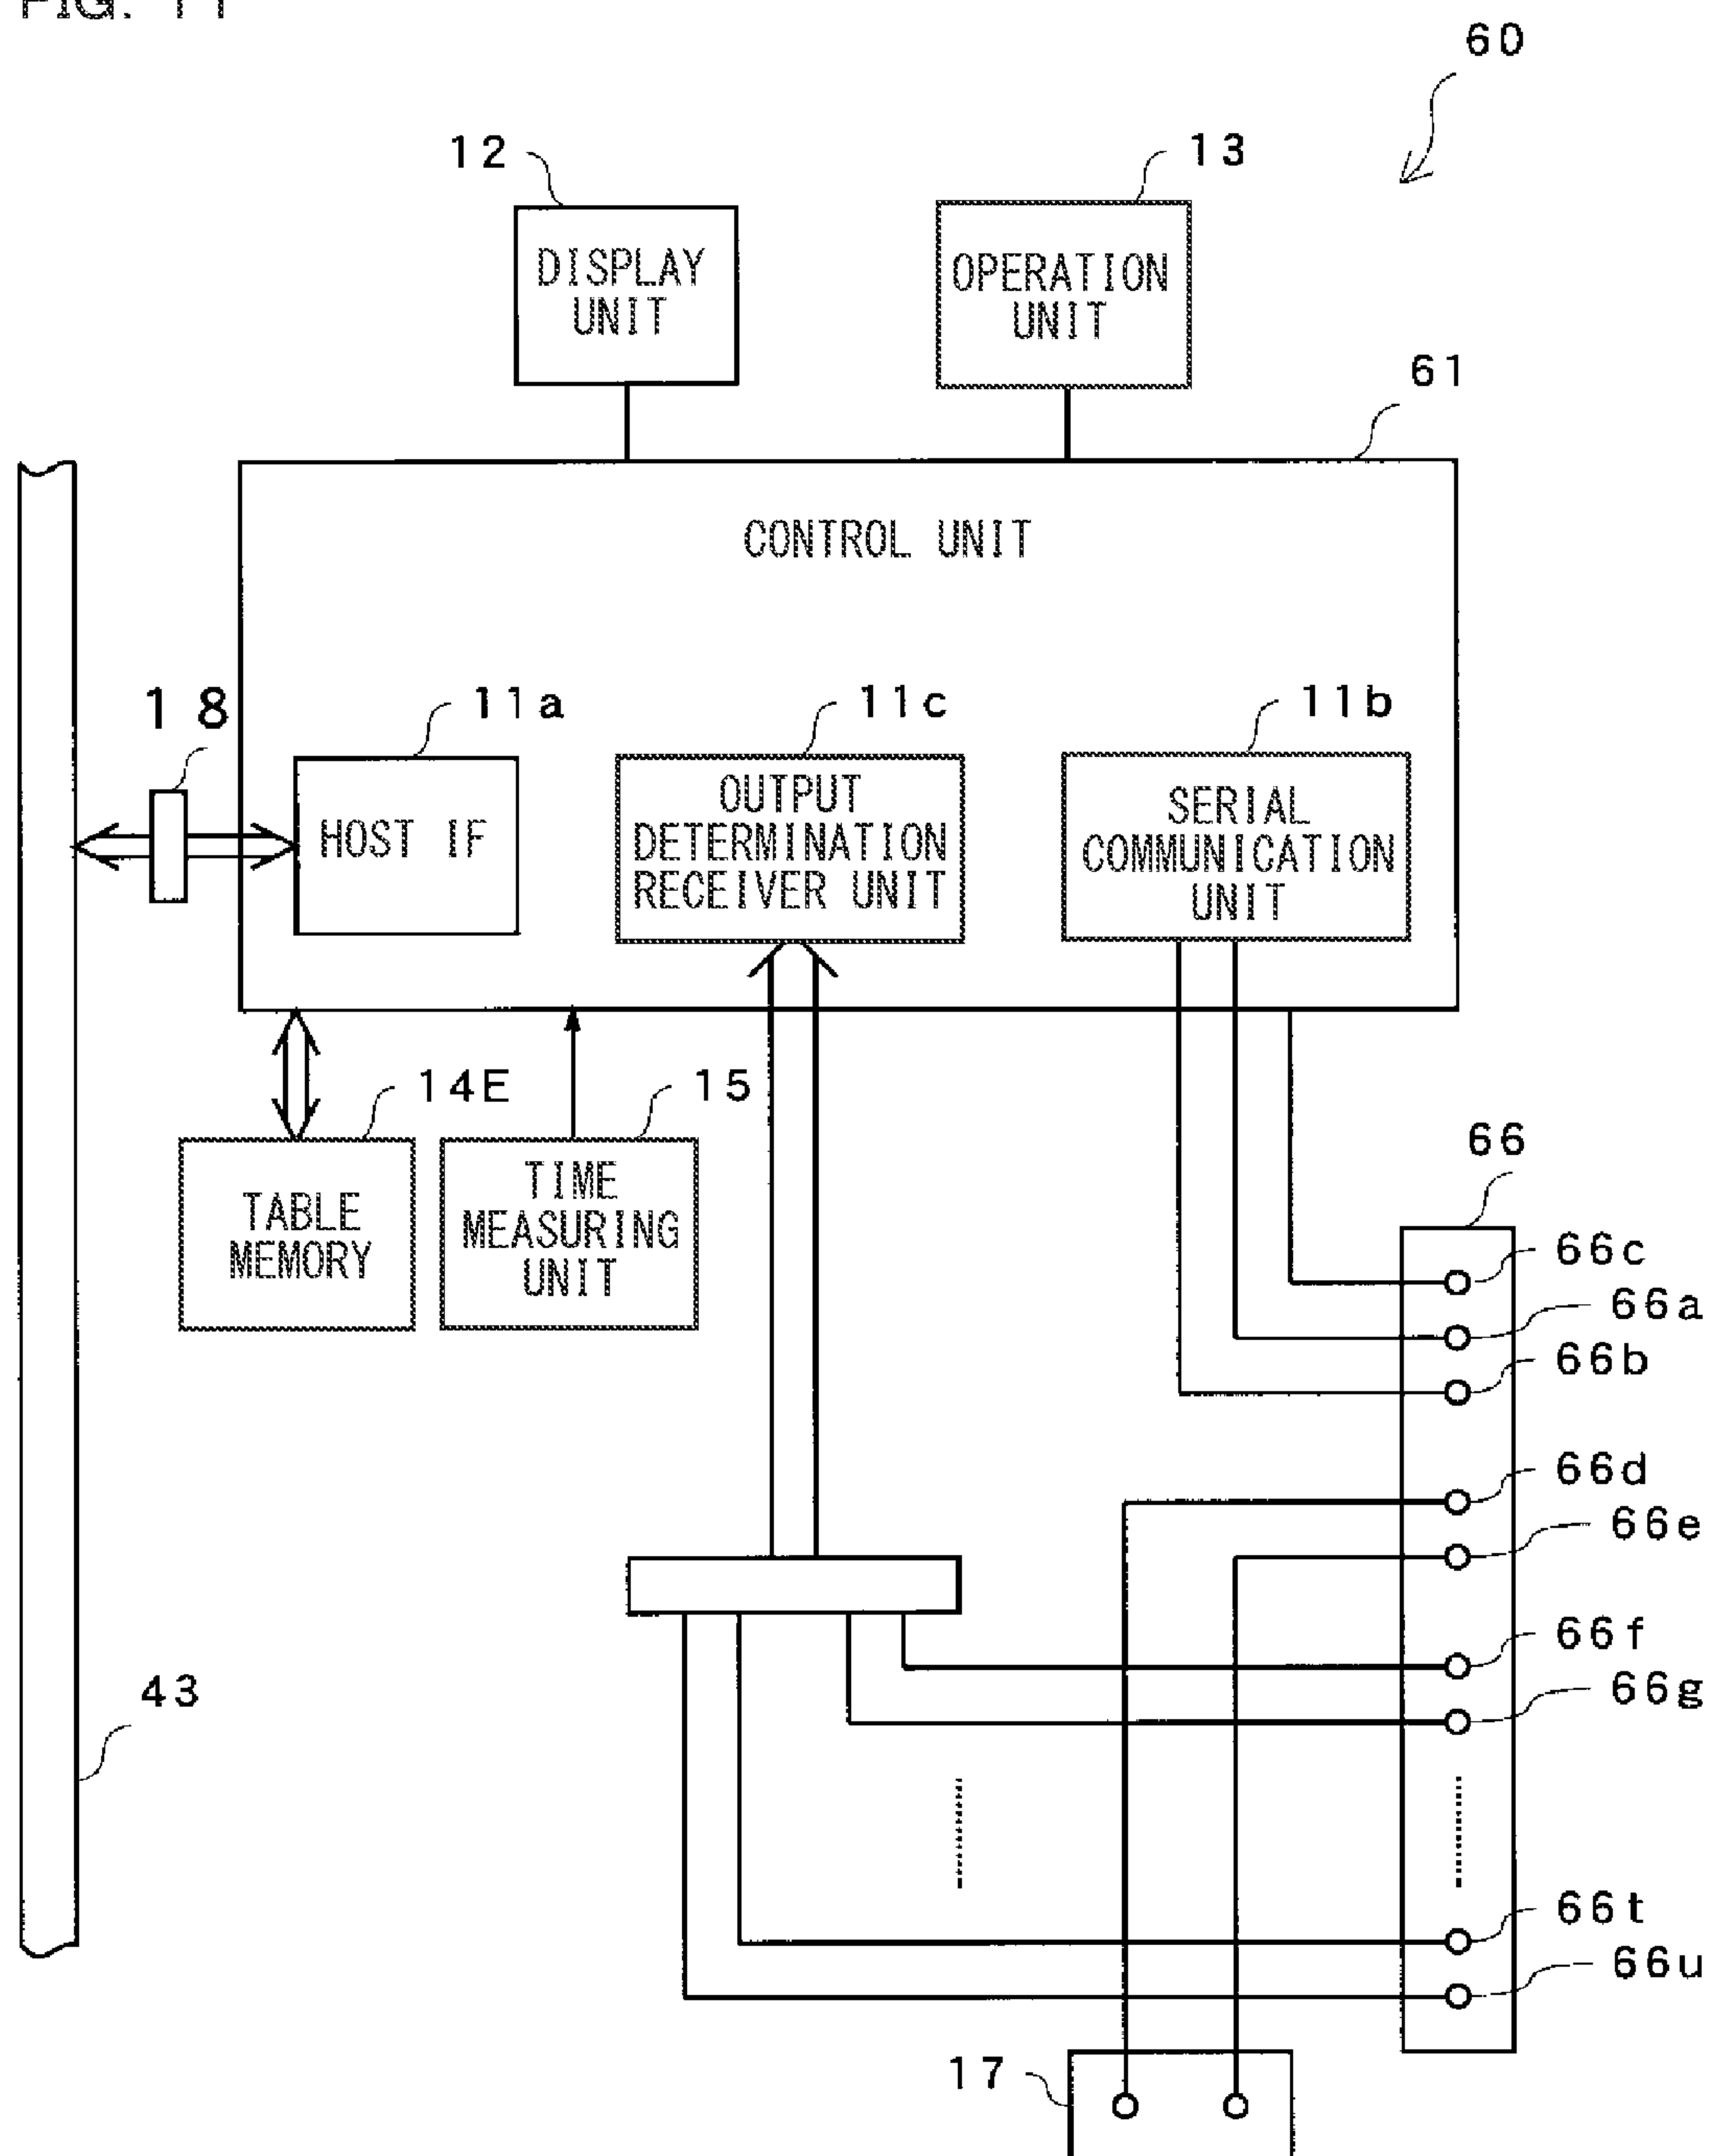 FIG. 11
60
12
13
DISPLAY
UNIT
OPERATION
UNIT
61
CONTROL UNIT
18
11a
11c
11b
HOST IF
OUTPUT
DETERMINATION
RECEIVER UNIT
SERIAL
COMMUNICATION
UNIT
14E
15
TABLE
MEMORY
TIME
MEASURING
UNIT
66
66c
66a
66b
66d
66e
66f
66g
43
66t
66u
17